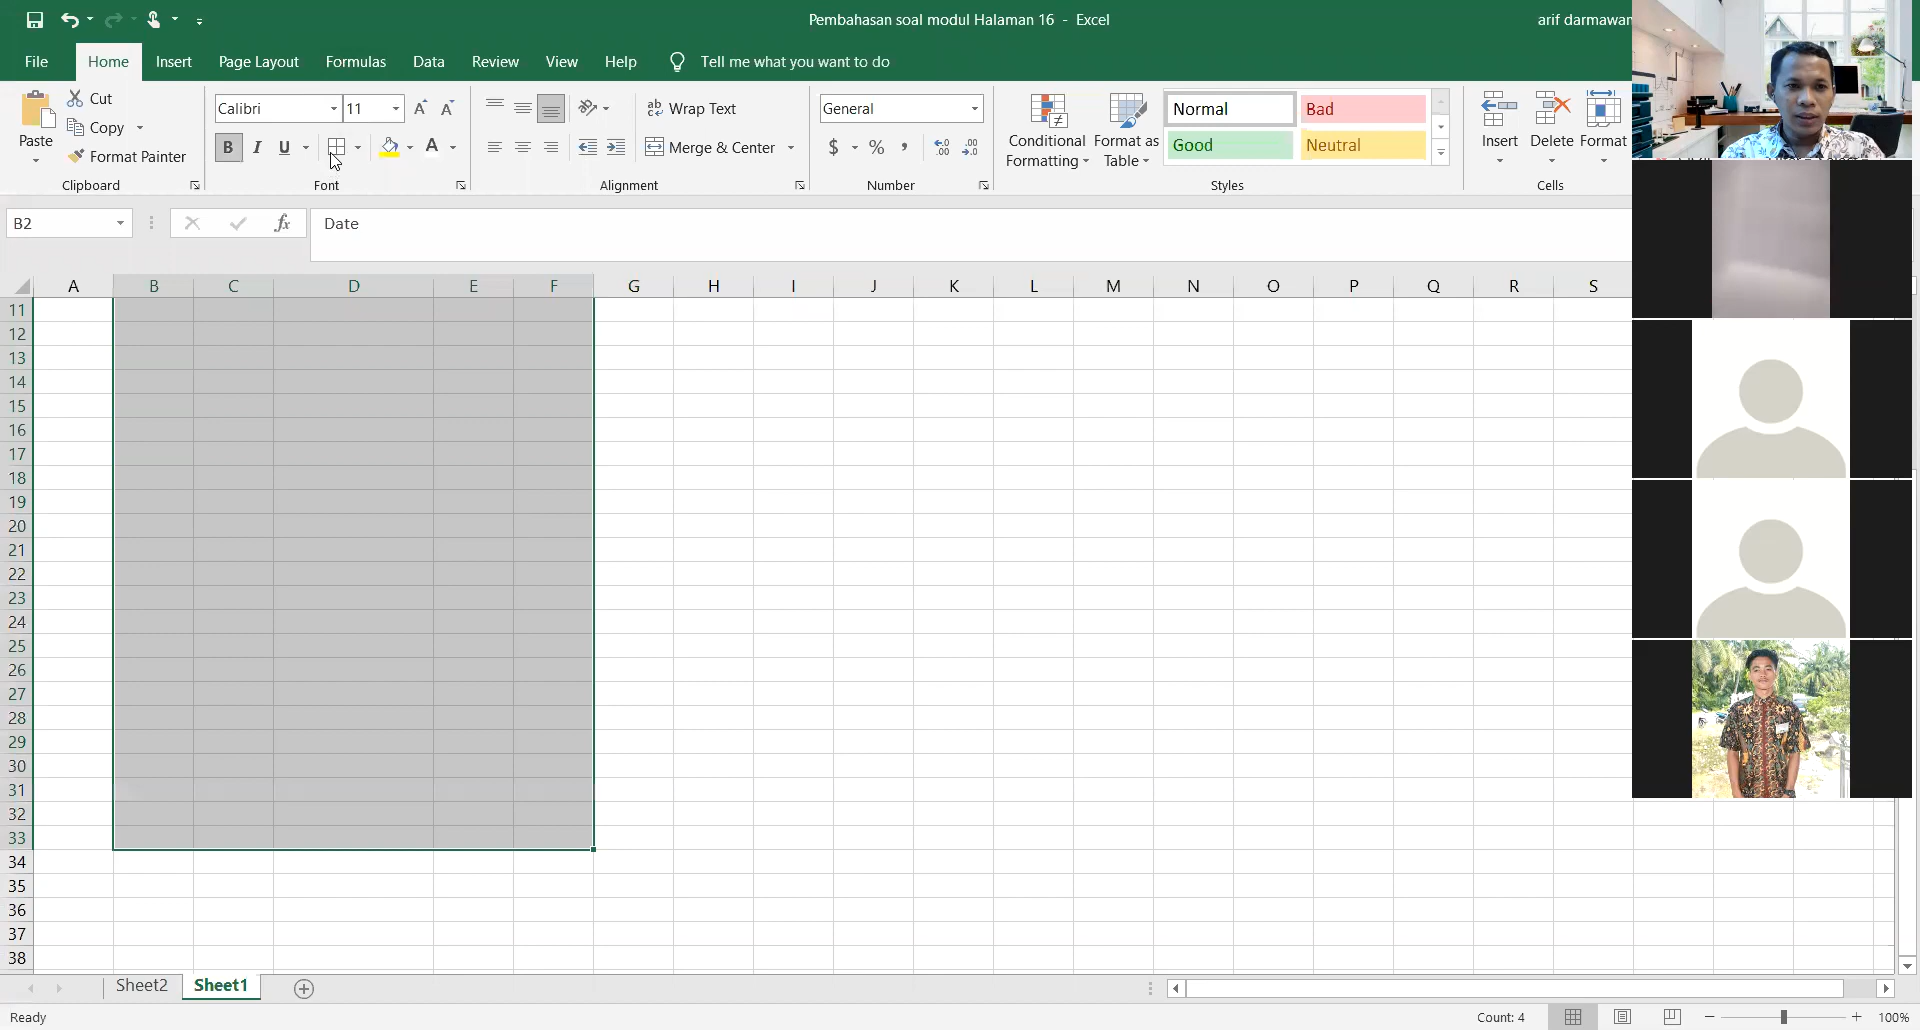 Pembahasan soal modul Halaman 16 - Excel
arif darmawan
File Home Insert Page Layout Formulas Data Review View Help Tell me what you want to do
Paste
Cut
Copy
Format Painter
Clipboard
Calibri 11
B I U A
Font
Wrap Text
Merge & Center
Alignment
General
$ % ,
Number
Conditional Formatting
Format as Table
Normal Bad
Good Neutral
Styles
Insert Delete Format
Cells
B2 fx Date
A B C D E F G H I J K L M N O P Q R S
11
12
13
14
15
16
17
18
19
20
21
22
23
24
25
26
27
28
29
30
31
32
33
34
35
36
37
38
Sheet2 Sheet1
Ready Count: 4 100%